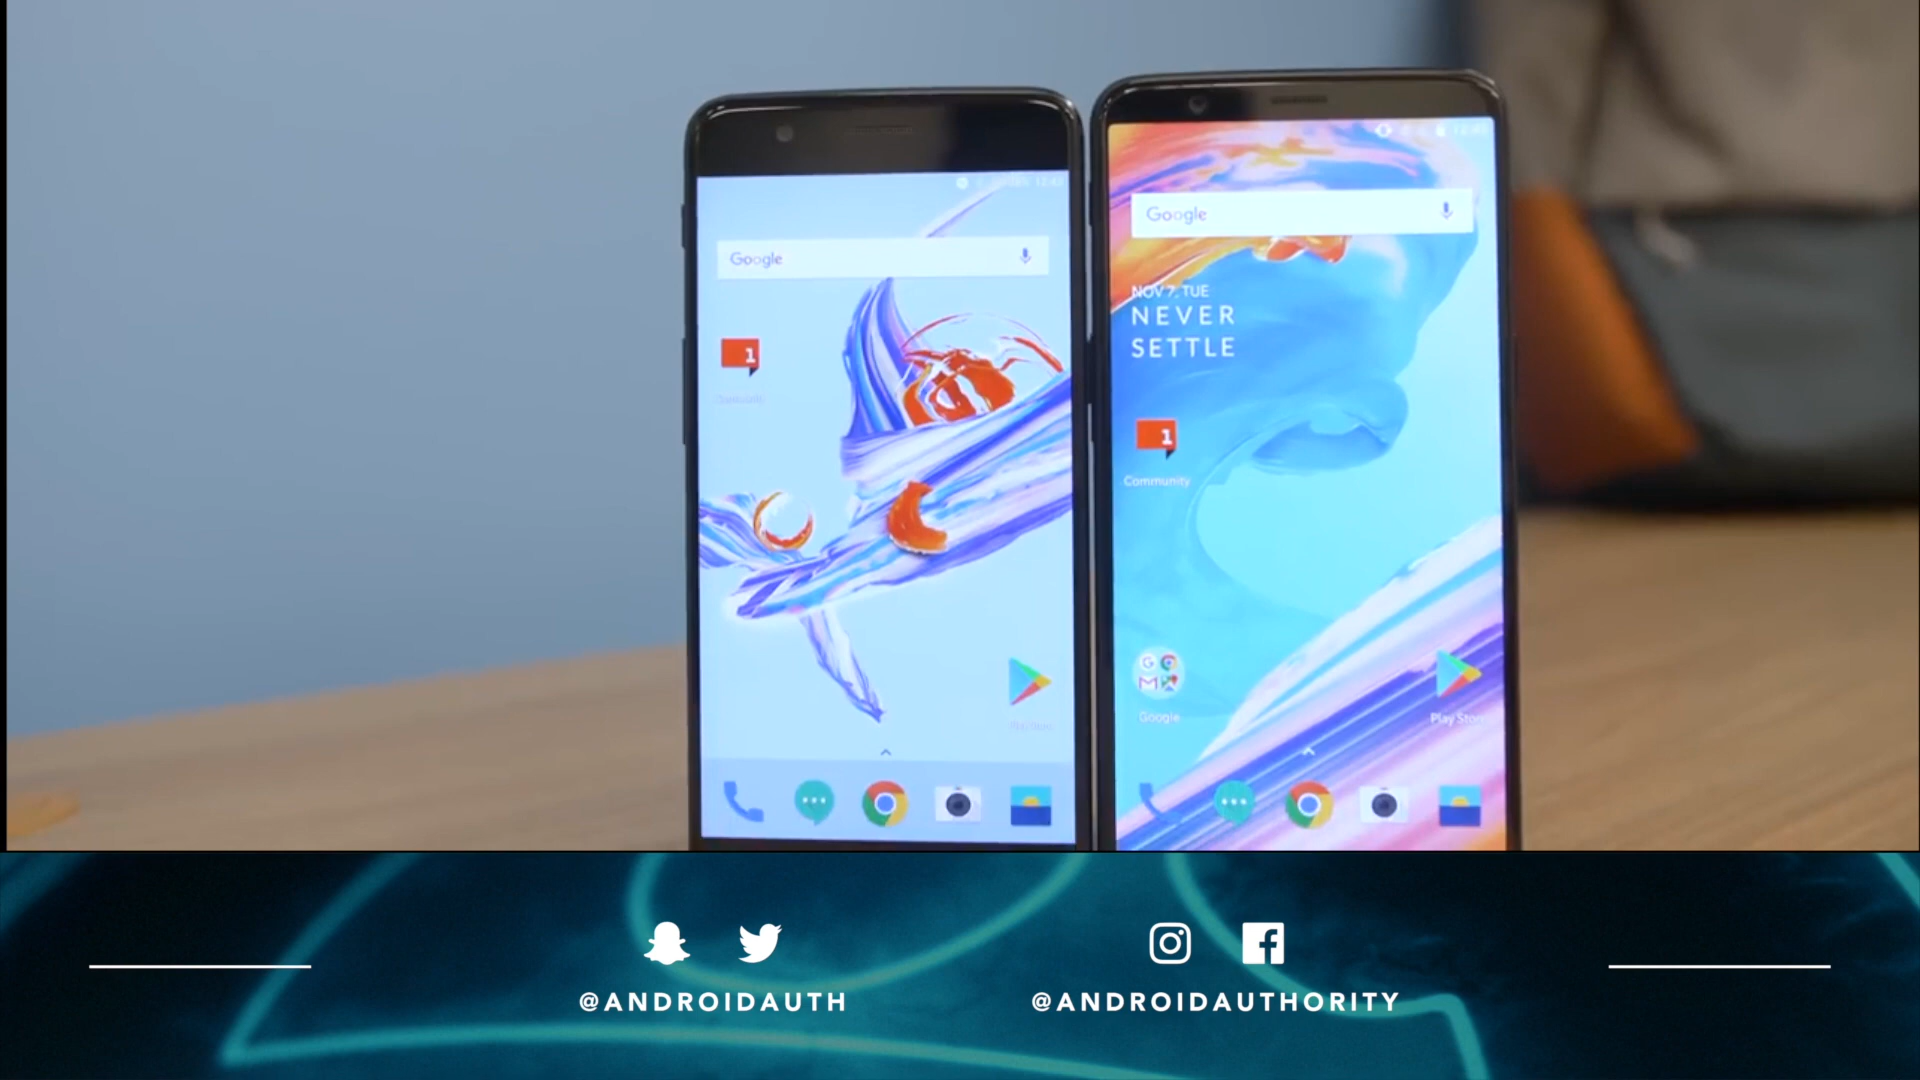 Google
1
Google
NOV 7, TUE
NEVER
SETTLE
1
Community
G
M
Google
Play Store
@ANDROIDAUTH
@ANDROIDAUTHORITY